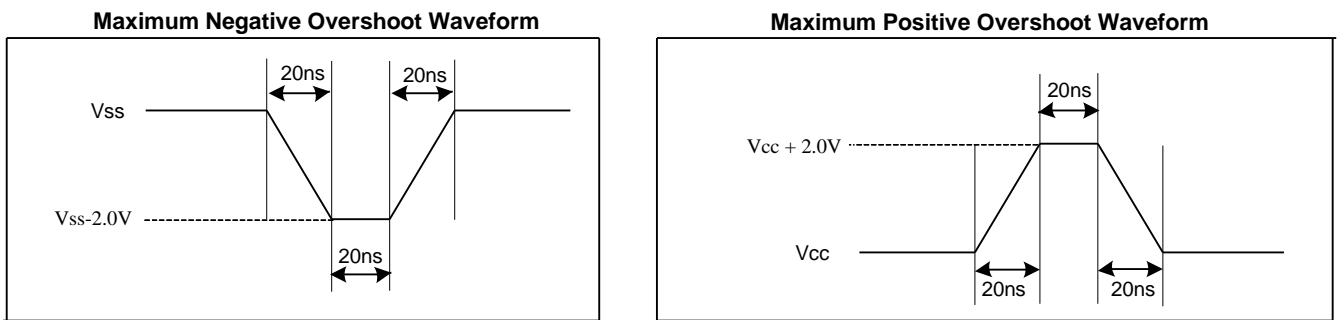 Maximum Negative Overshoot Waveform
20ns
20ns
Vss
Vss-2.0V
20ns
Maximum Positive Overshoot Waveform
20ns
Vcc + 2.0V
Vcc
20ns
20ns